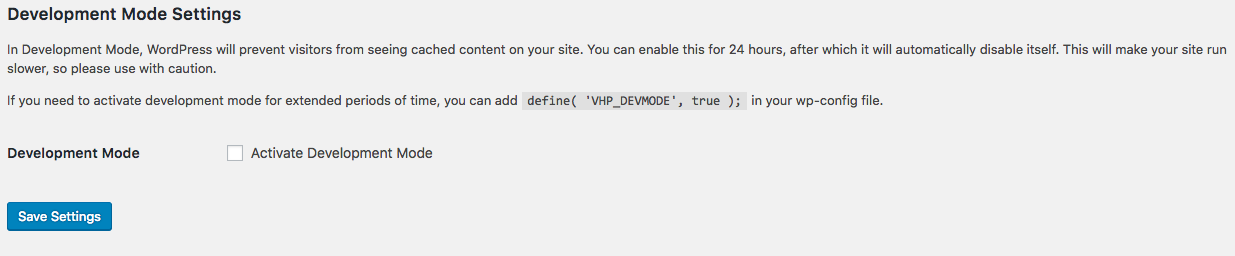 Development Mode Settings
In Development Mode, WordPress will prevent visitors from seeing cached content on your site. You can enable this for 24 hours, after which it will automatically disable itself. This will make your site run
slower, so please use with caution.
If you need to activate development mode for extended periods of time, you can add define( 'VHP_DEVMODE', true ); in your wp-config file.
Development Mode Activate Development Mode
Save Settings